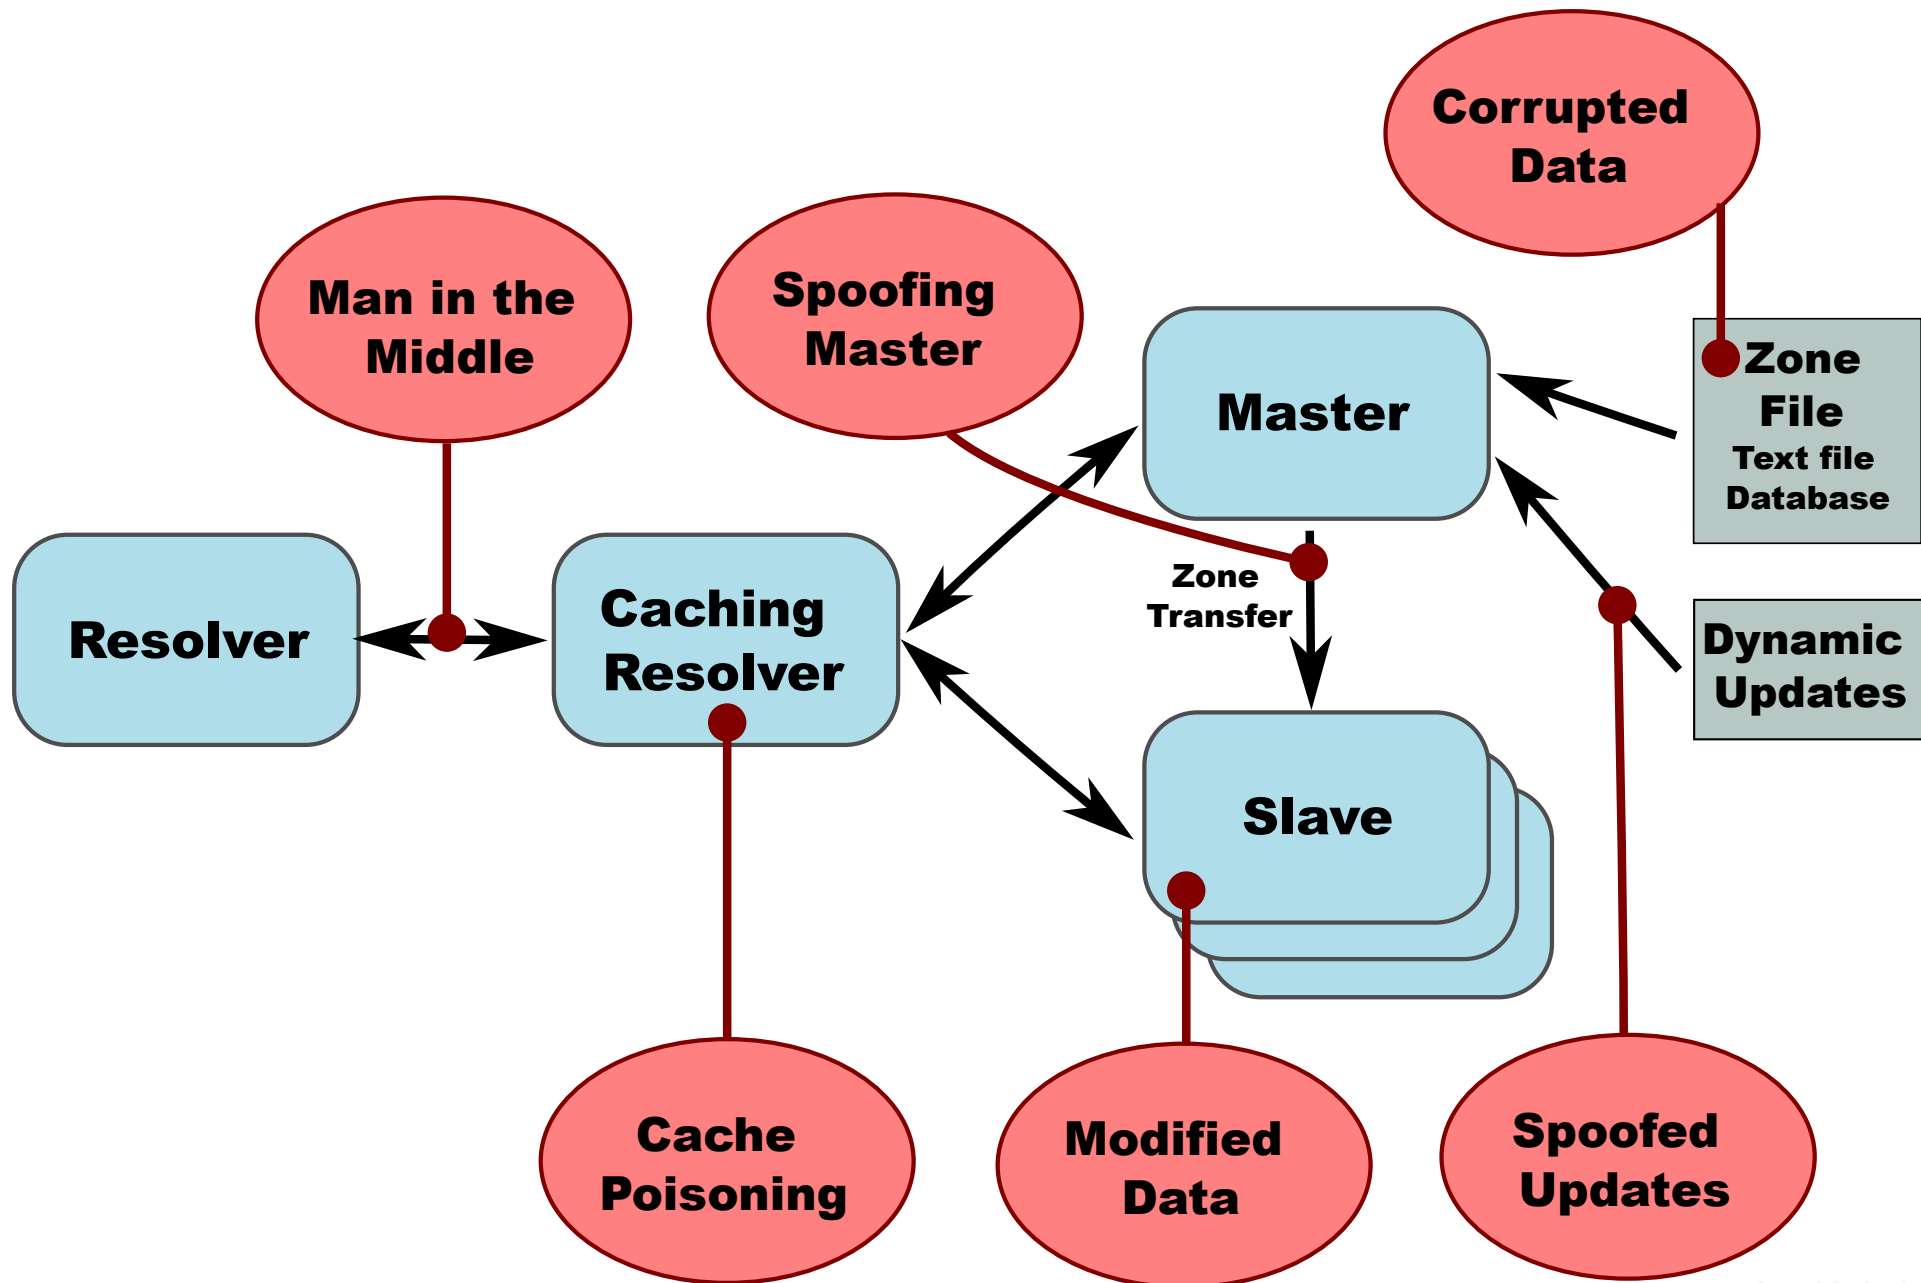 Corrupted
Data
Man in the
Middle
Spoofing
Master
Master
Zone
File
Text file
Database
Resolver
Caching
Resolver
Zone
Transfer
Dynamic
Updates
Slave
Cache
Poisoning
Modified
Data
Spoofed
Updates